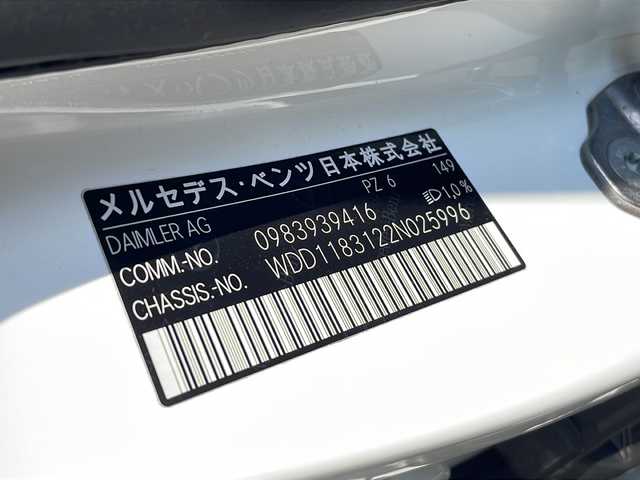 メルセデス・ベンツ日本株式会社
DAIMLER AG PZ 6 149
COMM.-NO. 0983939416 1,0%
CHASSIS.-NO. WDD1183122N025996